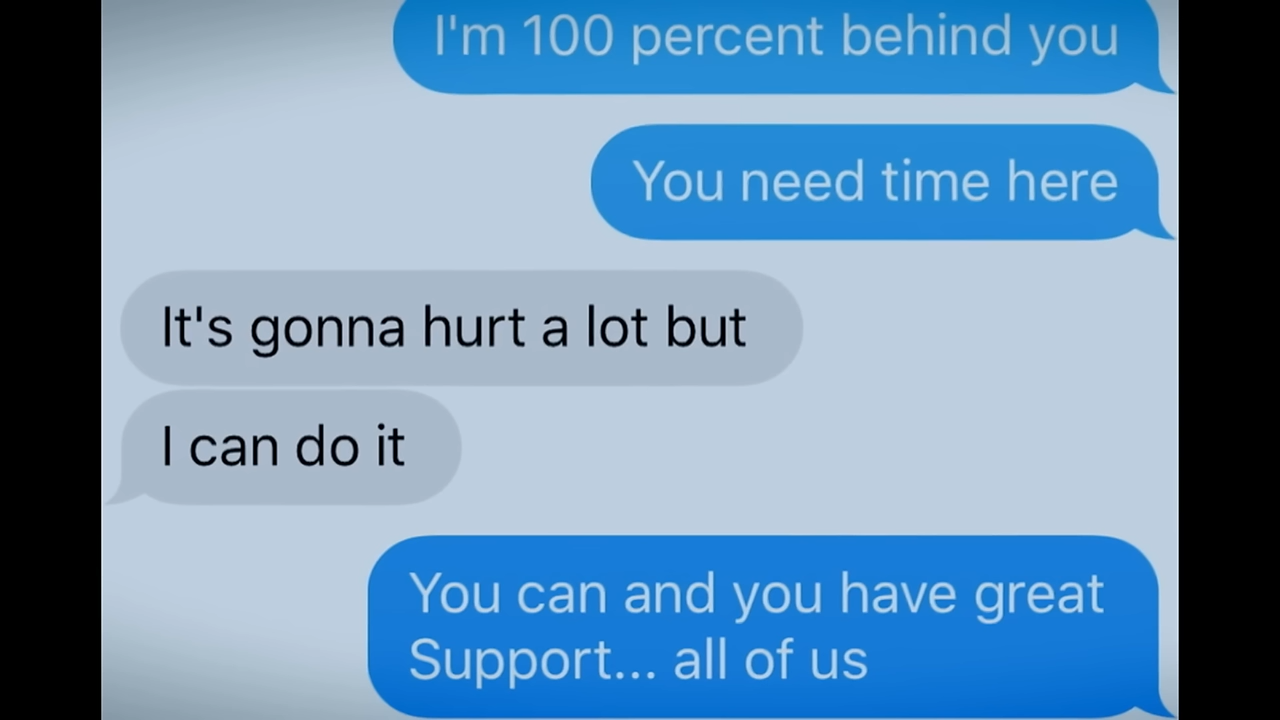 I'm 100 percent behind you
You need time here
It's gonna hurt a lot but
I can do it
You can and you have great
Support... all of us